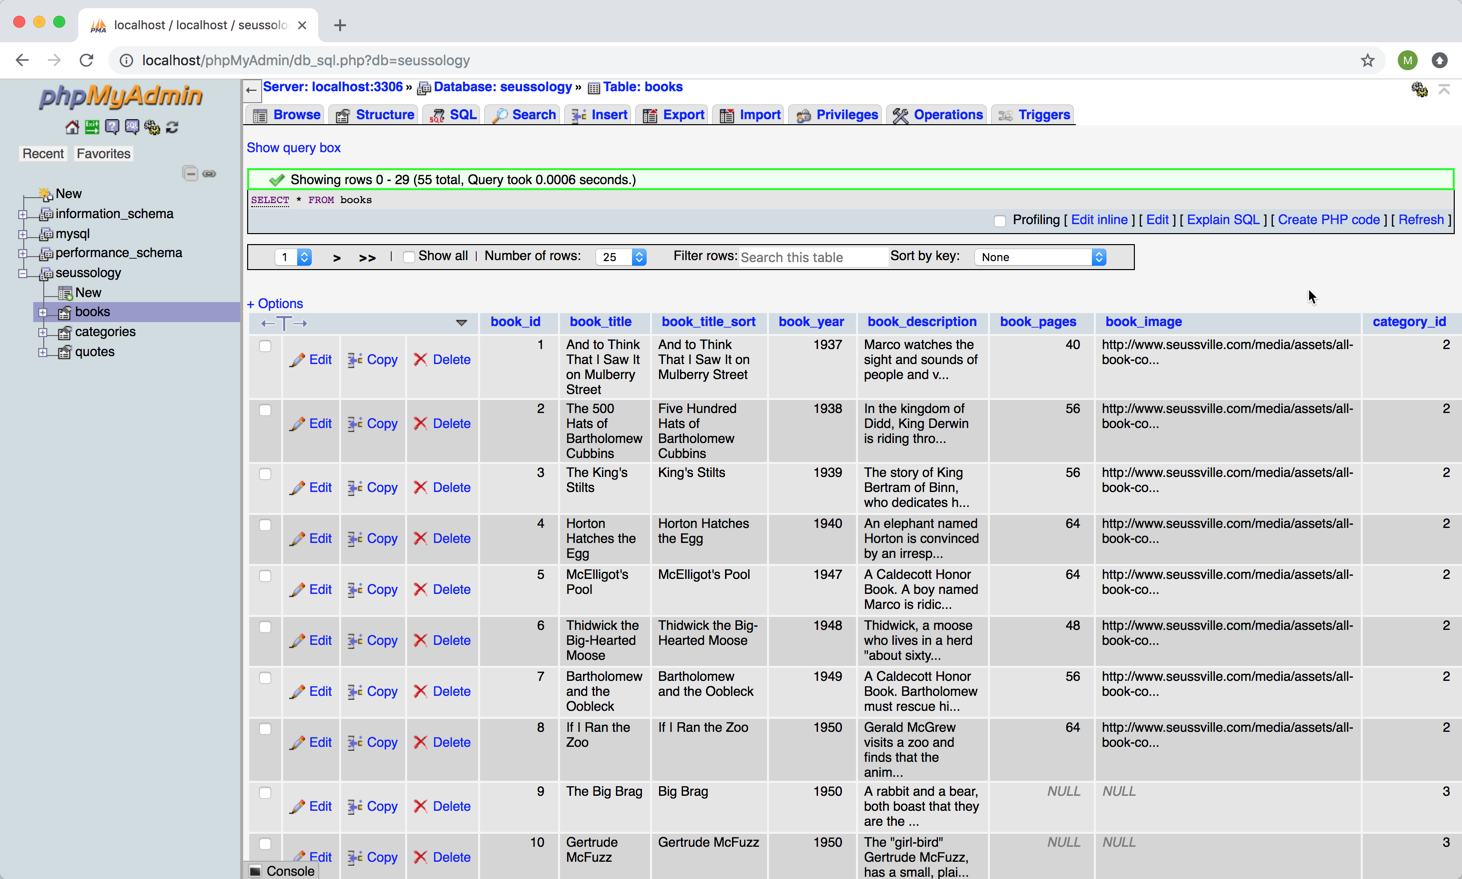 localhost / localhost / seussolo
localhost/phpMyAdmin/db_sql.php?db=seussology
M
phpMyAdmin
Recent Favorites
New
information_schema
mysql
performance_schema
seussology
New
books
categories
quotes
Server: localhost:3306 » Database: seussology » Table: books
Browse Structure SQL Search Insert Export Import Privileges Operations Triggers
Show query box
Showing rows 0 - 29 (55 total, Query took 0.0006 seconds.)
SELECT * FROM books
Profiling [ Edit inline ] [ Edit ] [ Explain SQL ] [ Create PHP code ] [ Refresh ]
1 > >> | Show all | Number of rows: 25 Filter rows: Search this table Sort by key: None
+ Options
book_id book_title book_title_sort book_year book_description book_pages book_image category_id
Edit Copy Delete 1 And to Think And to Think 1937 Marco watches the 40 http://www.seussville.com/media/assets/all- 2
That I Saw It That I Saw It on sight and sounds of book-co...
on Mulberry Mulberry Street people and v...
Street
Edit Copy Delete 2 The 500 Five Hundred 1938 In the kingdom of 56 http://www.seussville.com/media/assets/all- 2
Hats of Hats of Didd, King Derwin book-co...
Bartholomew Bartholomew is riding thro...
Cubbins Cubbins
Edit Copy Delete 3 The King's King's Stilts 1939 The story of King 56 http://www.seussville.com/media/assets/all- 2
Stilts Bertram of Binn, book-co...
who dedicates h...
Edit Copy Delete 4 Horton Horton Hatches 1940 An elephant named 64 http://www.seussville.com/media/assets/all- 2
Hatches the the Egg Horton is convinced book-co...
Egg by an irresp...
Edit Copy Delete 5 McElligot's McElligot's Pool 1947 A Caldecott Honor 64 http://www.seussville.com/media/assets/all- 2
Pool Book. A boy named book-co...
Marco is ridic...
Edit Copy Delete 6 Thidwick the Thidwick the Big- 1948 Thidwick, a moose 48 http://www.seussville.com/media/assets/all- 2
Big-Hearted Hearted Moose who lives in a herd book-co...
Moose "about sixty...
Edit Copy Delete 7 Bartholomew Bartholomew 1949 A Caldecott Honor 56 http://www.seussville.com/media/assets/all- 2
and the and the Oobleck Book. Bartholomew book-co...
Oobleck must rescue hi...
Edit Copy Delete 8 If I Ran the If I Ran the Zoo 1950 Gerald McGrew 64 http://www.seussville.com/media/assets/all- 2
Zoo visits a zoo and book-co...
finds that the
anim...
Edit Copy Delete 9 The Big Brag Big Brag 1950 A rabbit and a bear, NULL NULL 3
both boast that they
are the ...
Edit Copy Delete 10 Gertrude Gertrude McFuzz 1950 The "girl-bird" NULL NULL 3
McFuzz Gertrude McFuzz,
has a small, plai...
Console